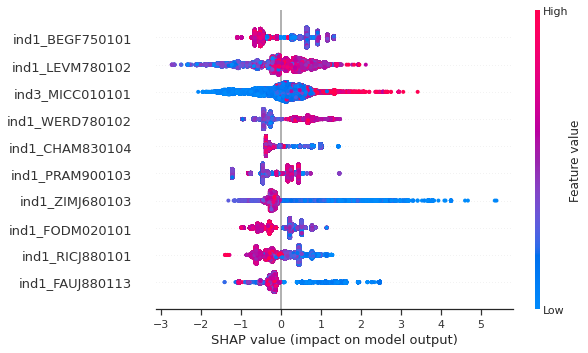 High
ind1_BEGF750101
ind1_LEVM780102
ind3_MICC010101
ind1_WERD780102
ind1_CHAM830104
ind1_PRAM900103
ind1_ZIMJ680103
ind1_FODM020101
ind1_RICJ880101
ind1_FAUJ880113
Feature value
Low
−3 −2 −1 0 1 2 3 4 5
SHAP value (impact on model output)